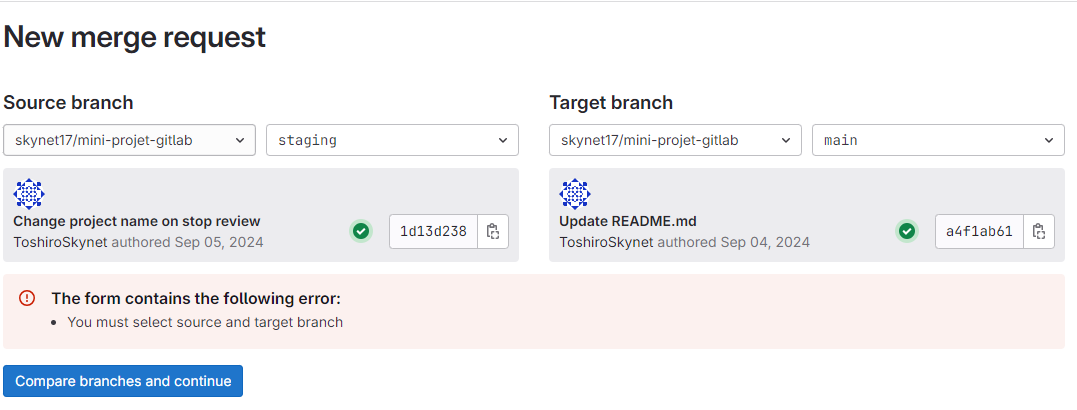 New merge request
Source branch
Target branch
skynet17/mini-projet-gitlab
staging
skynet17/mini-projet-gitlab
main
Change project name on stop review
ToshiroSkynet authored Sep 05, 2024
1d13d238
Update README.md
ToshiroSkynet authored Sep 04, 2024
a4f1ab61
The form contains the following error:
• You must select source and target branch
Compare branches and continue